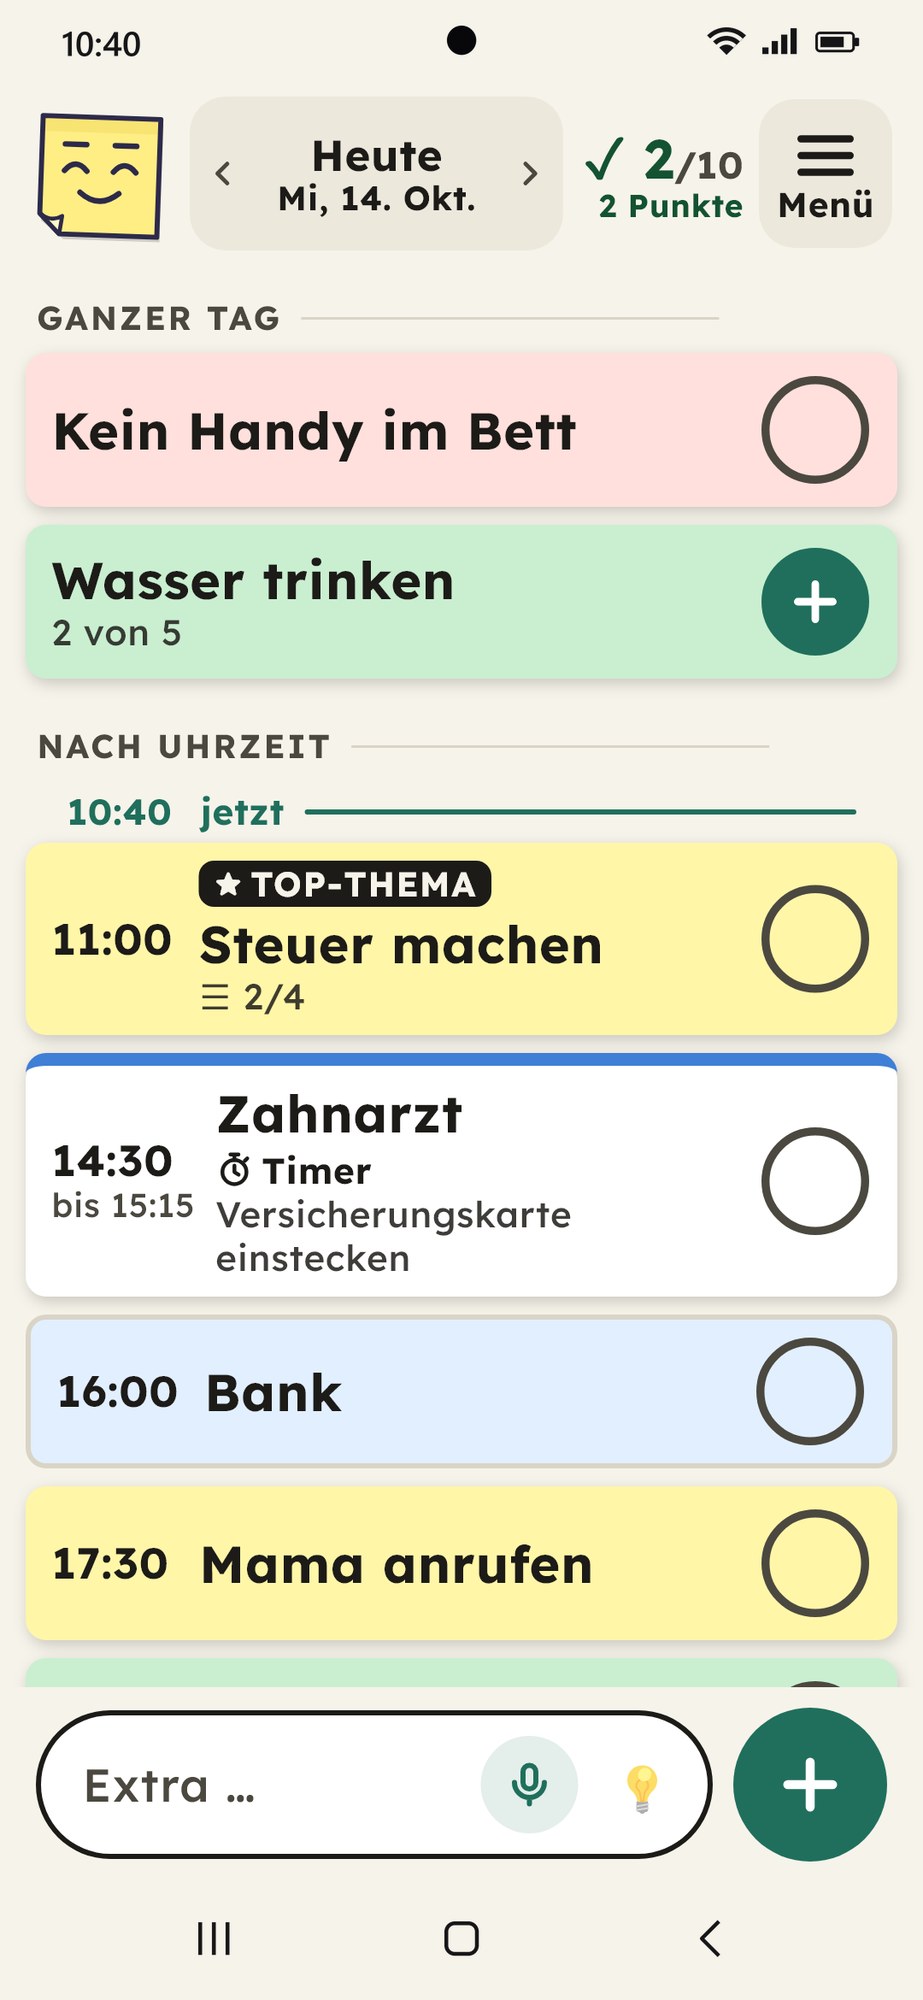 10:40
Heute
Mi, 14. Okt.
✓ 2/10
2 Punkte
Menü
GANZER TAG
Kein Handy im Bett
Wasser trinken
2 von 5
NACH UHRZEIT
10:40 jetzt
★ TOP-THEMA
11:00 Steuer machen
☰ 2/4
Zahnarzt
14:30
Timer
bis 15:15
Versicherungskarte
einstecken
16:00 Bank
17:30 Mama anrufen
Extra ...